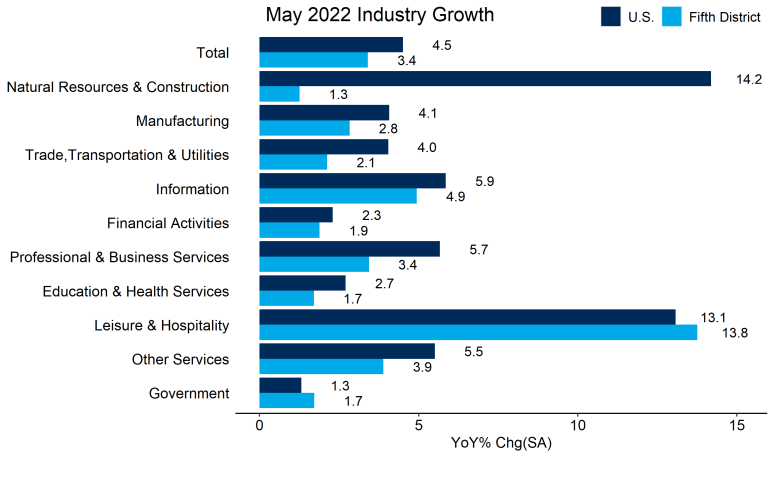 May 2022 Industry Growth
U.S. Fifth District
Total 4.5
3.4
Natural Resources & Construction 14.2
1.3
Manufacturing 4.1
2.8
Trade,Transportation & Utilities 4.0
2.1
Information 5.9
4.9
Financial Activities 2.3
1.9
Professional & Business Services 5.7
3.4
Education & Health Services 2.7
1.7
Leisure & Hospitality 13.1
13.8
Other Services 5.5
3.9
Government 1.3
1.7
0 5 10 15
YoY% Chg(SA)